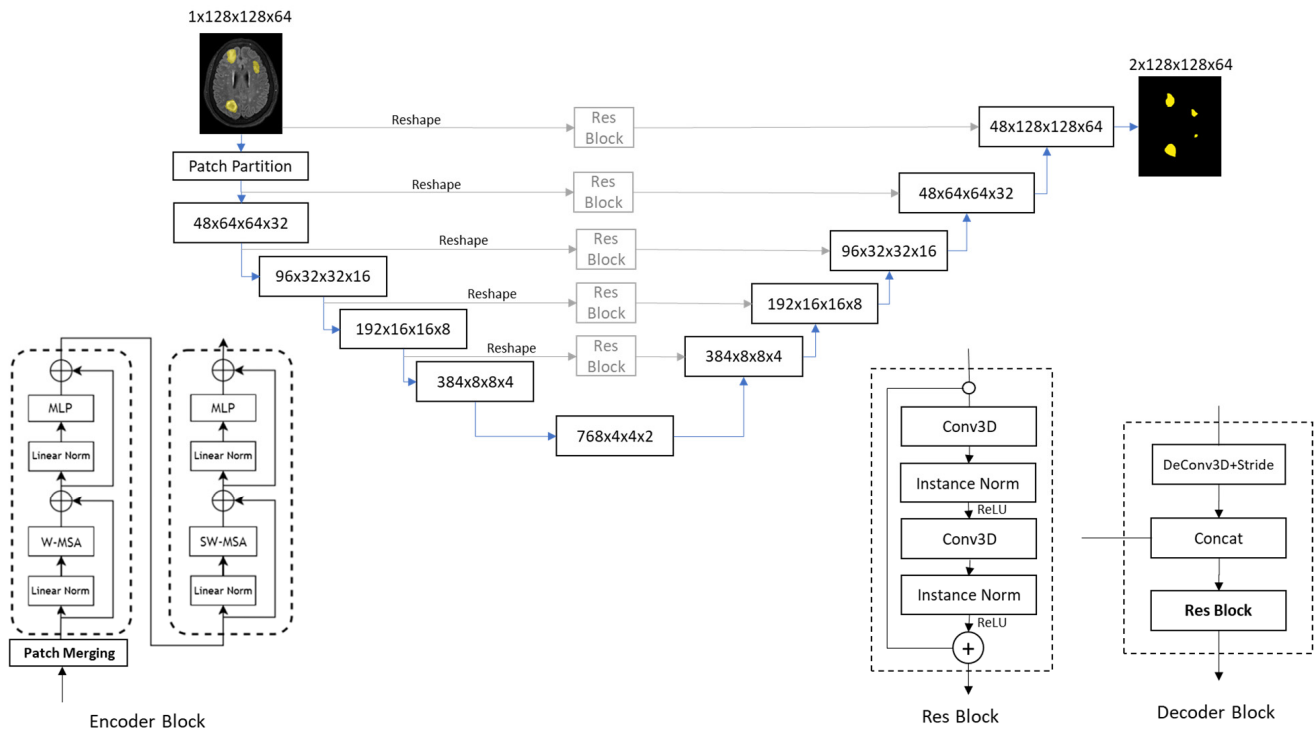 1x128x128x64
2x128x128x64
Reshape
Res
Block
48x128x128x64
Patch Partition
Reshape
Res
Block
48x64x64x32
48x64x64x32
Reshape
Res
Block
96x32x32x16
96x32x32x16
Reshape
Res
Block
192x16x16x8
192x16x16x8
Reshape
Res
Block
384x8x8x4
384x8x8x4
768x4x4x2
MLP
Linear Norm
W-MSA
Linear Norm
Patch Merging
MLP
Linear Norm
SW-MSA
Linear Norm
Encoder Block
Conv3D
Instance Norm
ReLU
Conv3D
Instance Norm
ReLU
+
Res Block
DeConv3D+Stride
Concat
Res Block
Decoder Block